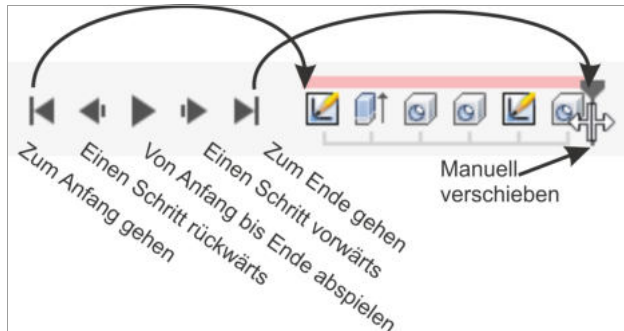 Zum Anfang gehen
Einen Schritt rückwärts
Von Anfang bis Ende abspielen
Einen Schritt vorwärts
Zum Ende gehen
Manuell
verschieben